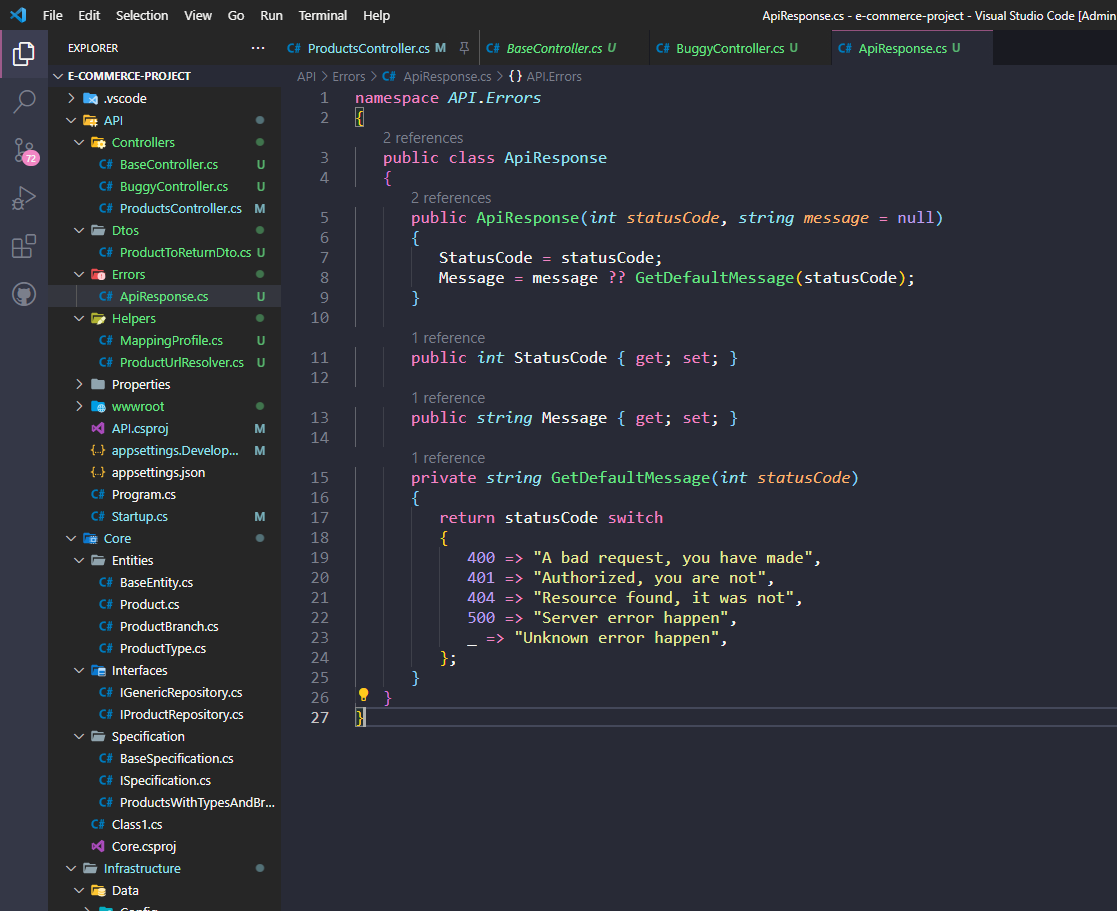 File Edit Selection View Go Run Terminal Help ApiResponse.cs - e-commerce-project - Visual Studio Code [Admin
EXPLORER ...
E-COMMERCE-PROJECT
.vscode
API
Controllers
C# BaseController.cs U
C# BuggyController.cs U
C# ProductsController.cs M
Dtos
C# ProductToReturnDto.cs U
Errors
C# ApiResponse.cs U
Helpers
C# MappingProfile.cs U
C# ProductUrlResolver.cs U
Properties
wwwroot
API.csproj M
{..} appsettings.Develop... M
{..} appsettings.json
C# Program.cs
C# Startup.cs M
Core
Entities
C# BaseEntity.cs
C# Product.cs
C# ProductBranch.cs
C# ProductType.cs
Interfaces
C# IGenericRepository.cs
C# IProductRepository.cs
Specification
C# BaseSpecification.cs
C# ISpecification.cs
C# ProductsWithTypesAndBr...
C# Class1.cs
Core.csproj
Infrastructure
Data
Config
72
C# ProductsController.cs M C# BaseController.cs U C# BuggyController.cs U C# ApiResponse.cs U
API > Errors > C# ApiResponse.cs > {} API.Errors
1 namespace API.Errors
2 {
2 references
3 public class ApiResponse
4 {
2 references
5 public ApiResponse(int statusCode, string message = null)
6 {
7 StatusCode = statusCode;
8 Message = message ?? GetDefaultMessage(statusCode);
9 }
10
1 reference
11 public int StatusCode { get; set; }
12
1 reference
13 public string Message { get; set; }
14
1 reference
15 private string GetDefaultMessage(int statusCode)
16 {
17 return statusCode switch
18 {
19 400 => "A bad request, you have made",
20 401 => "Authorized, you are not",
21 404 => "Resource found, it was not",
22 500 => "Server error happen",
23 _ => "Unknown error happen",
24 };
25 }
26 }
27 }